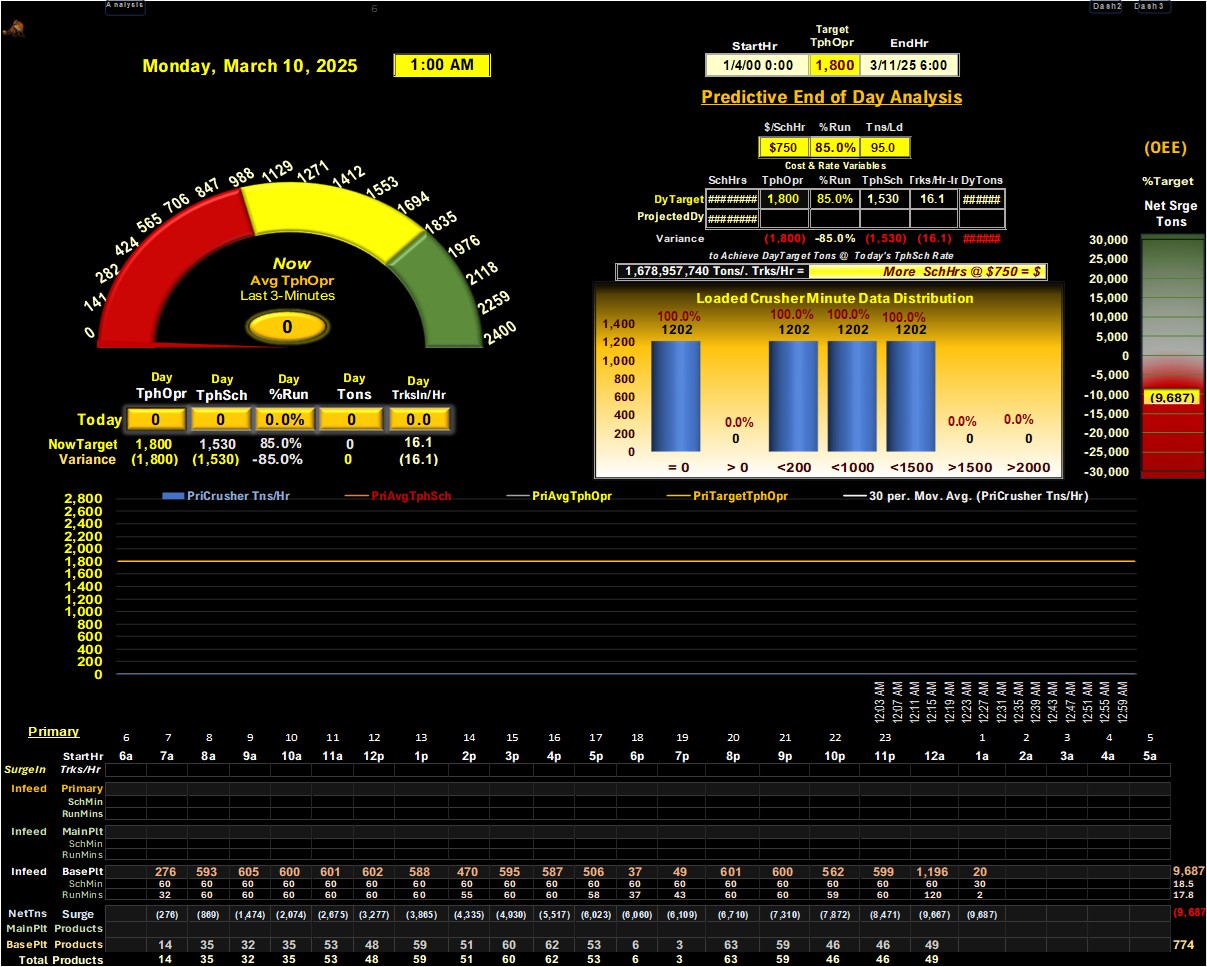 Analysis 6 Dash2 Dash3
Monday, March 10, 2025 1:00 AM
StartHr Target TphOpr EndHr
1/4/00 0:00 1,800 3/11/25 6:00
Predictive End of Day Analysis
$/SchHr %Run Tns/Ld
$750 85.0% 95.0
Cost & Rate Variables
SchHrs TphOpr %Run TphSch Trks/Hr-Ir DyTons
DyTarget ######## 1,800 85.0% 1,530 16.1 ######
ProjectedDy ########
Variance (1,800) -85.0% (1,530) (16.1) ######
to Achieve DyTarget Tons @ Today's TphSch Rate
1,678,957,740 Tons/. Trks/Hr = More SchHrs @ $750 = $
(OEE)
%Target
Net Srge
Tons
30,000
25,000
20,000
15,000
10,000
5,000
0
-5,000
-10,000
-15,000
-20,000
-25,000
-30,000
(9,687)
0 141 282 424 565 706 847 988 1129 1271 1412 1553 1694 1835 1976 2118 2259 2400
Now
Avg TphOpr
Last 3-Minutes
0
Day Day Day Day Day
TphOpr TphSch %Run Tons TrksIn/Hr
Today 0 0 0.0% 0 0.0
NowTarget 1,800 1,530 85.0% 0 16.1
Variance (1,800) (1,530) -85.0% 0 (16.1)
Loaded Crusher Minute Data Distribution
1,400
1,200
1,000
800
600
400
200
0
100.0% 0.0% 100.0% 100.0% 100.0% 0.0% 0.0%
1202 0 1202 1202 1202 0 0
= 0 > 0 <200 <1000 <1500 >1500 >2000
PriCrusher Tns/Hr PriAvgTphSch PriAvgTphOpr PriTargetTphOpr 30 per. Mov. Avg. (PriCrusher Tns/Hr)
2,800
2,600
2,400
2,200
2,000
1,800
1,600
1,400
1,200
1,000
800
600
400
200
0
12:03 AM 12:07 AM 12:11 AM 12:15 AM 12:19 AM 12:23 AM 12:27 AM 12:31 AM 12:35 AM 12:39 AM 12:43 AM 12:47 AM 12:51 AM 12:55 AM 12:59 AM
Primary 6 7 8 9 10 11 12 13 14 15 16 17 18 19 20 21 22 23 1 2 3 4 5
StartHr 6a 7a 8a 9a 10a 11a 12p 1p 2p 3p 4p 5p 6p 7p 8p 9p 10p 11p 12a 1a 2a 3a 4a 5a
SurgeIn Trks/Hr
Infeed Primary
SchMin
RunMins
Infeed MainPlt
SchMin
RunMins
Infeed BasePlt 276 593 605 600 601 602 588 470 595 587 506 37 49 601 600 562 599 1,196 20 9,687
SchMin 60 60 60 60 60 60 60 60 60 60 60 60 60 60 60 60 60 120 30 18.5
RunMins 32 60 60 60 60 60 60 55 60 60 58 37 43 60 60 59 60 120 2 17.8
NetTns Surge (276) (869) (1,474) (2,074) (2,675) (3,277) (3,865) (4,335) (4,930) (5,517) (6,023) (6,060) (6,109) (6,710) (7,310) (7,872) (8,471) (9,667) (9,687) (9,687
MainPlt Products
BasePlt Products 14 35 32 35 53 48 59 51 60 62 53 6 3 63 59 46 46 49 774
Total Products 14 35 32 35 53 48 59 51 60 62 53 6 3 63 59 46 46 49